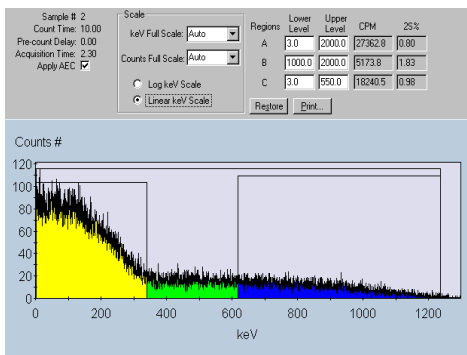 Sample # 2
Count Time: 10.00
Pre-count Delay: 0.00
Acquisition Time: 2.30
Apply AEC
Scale
keV Full Scale: Auto
Counts Full Scale: Auto
Log keV Scale
Linear keV Scale
Regions Lower Level Upper Level CPM 2S%
A 3.0 2000.0 27362.8 0.80
B 1000.0 2000.0 5173.8 1.83
C 3.0 550.0 18240.5 0.98
Restore Print...
Counts #
120
100
80
60
40
20
0
0 200 400 600 800 1000 1200
keV